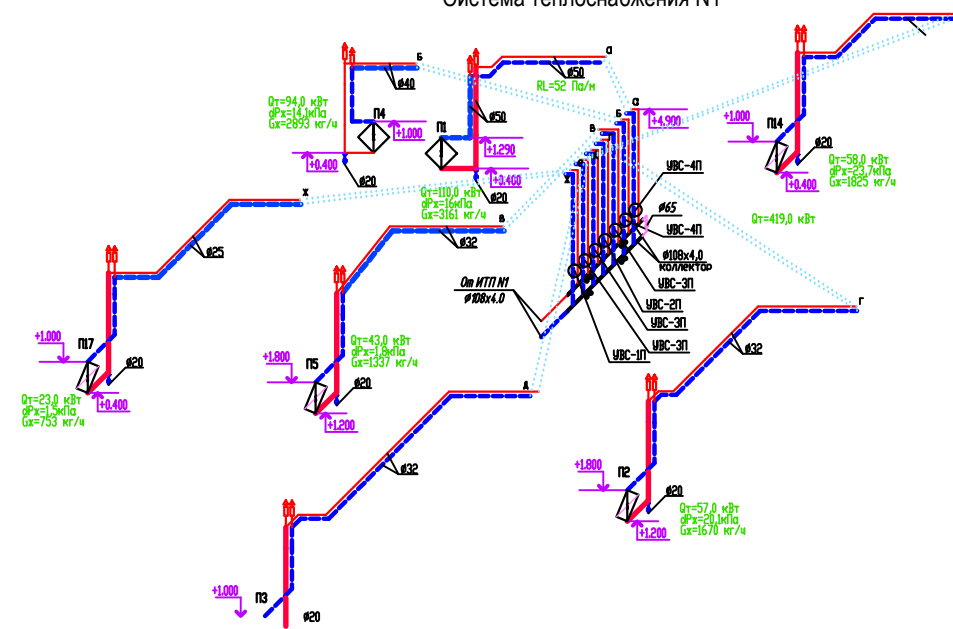 Система теплоснабжения N1
Б
а
ø40
ø50
RL=52 Па/м
Qт=94,0 кВт
dPx=14,1кПа
Gx=2893 кг/ч
П4
+1.000
+0.400
ø20
П1
ø50
+1.290
+0.400
ø20
Qт=110,0 кВт
dPx=16кПа
Gx=3161 кг/ч
а
Б
В
+4.900
Ж
УВС-4П
ø65
УВС-4П
ø108x4,0
коллектор
УВС-3П
УВС-2П
УВС-3П
УВС-3П
УВС-1П
От ИТП N1
ø108x4.0
+1.000
П14
ø20
+0.400
Qт=58,0 кВт
dPx=23,7кПа
Gx=1825 кг/ч
Qт=419,0 кВт
Ж
ø25
+1.000
П17
ø20
+0.400
Qт=23,0 кВт
dPx=1,5кПа
Gx=753 кг/ч
В
ø32
Qт=43,0 кВт
dPx=1,8кПа
Gx=1337 кг/ч
+1.800
П5
ø20
+1.200
Г
ø32
+1.800
П2
ø20
+1.200
Qт=57,0 кВт
dPx=20,1кПа
Gx=1670 кг/ч
Д
ø32
+1.000
П3
ø20